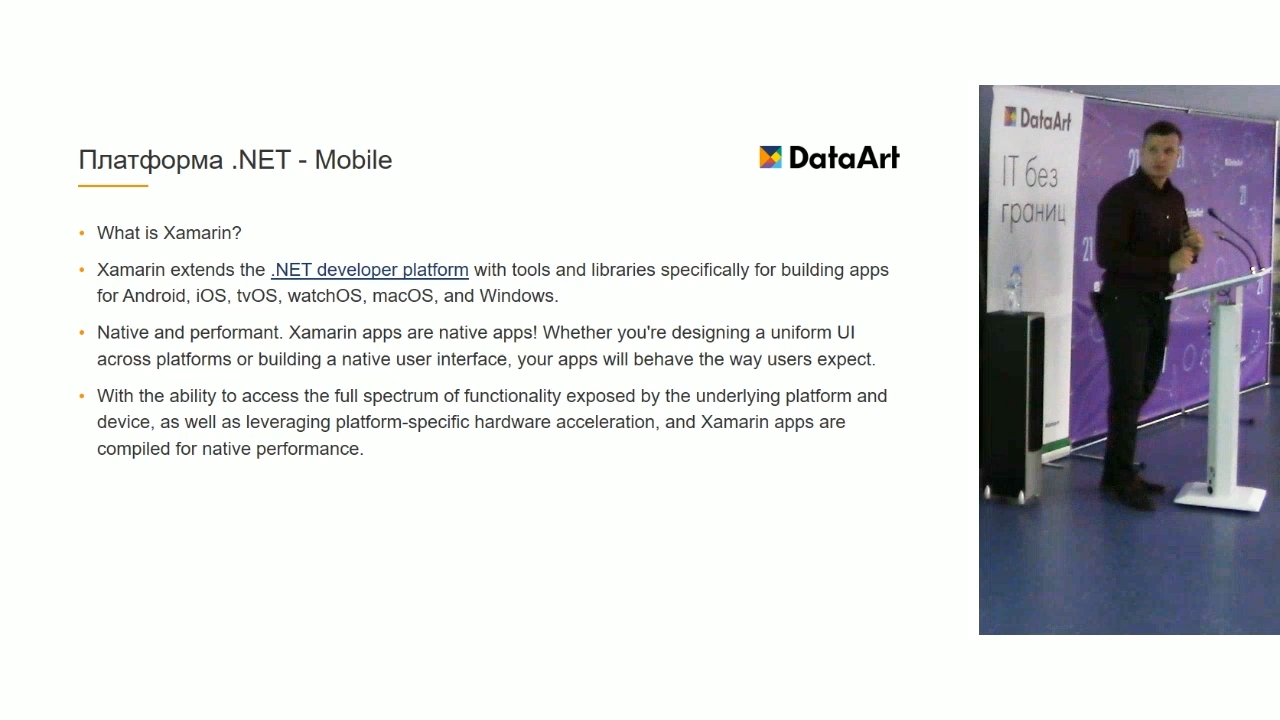 Платформа .NET - Mobile
DataArt
• What is Xamarin?
• Xamarin extends the .NET developer platform with tools and libraries specifically for building apps
for Android, iOS, tvOS, watchOS, macOS, and Windows.
• Native and performant. Xamarin apps are native apps! Whether you're designing a uniform UI
across platforms or building a native user interface, your apps will behave the way users expect.
• With the ability to access the full spectrum of functionality exposed by the underlying platform and
device, as well as leveraging platform-specific hardware acceleration, and Xamarin apps are
compiled for native performance.
DataArt
IT без
границ
21
21
21
21